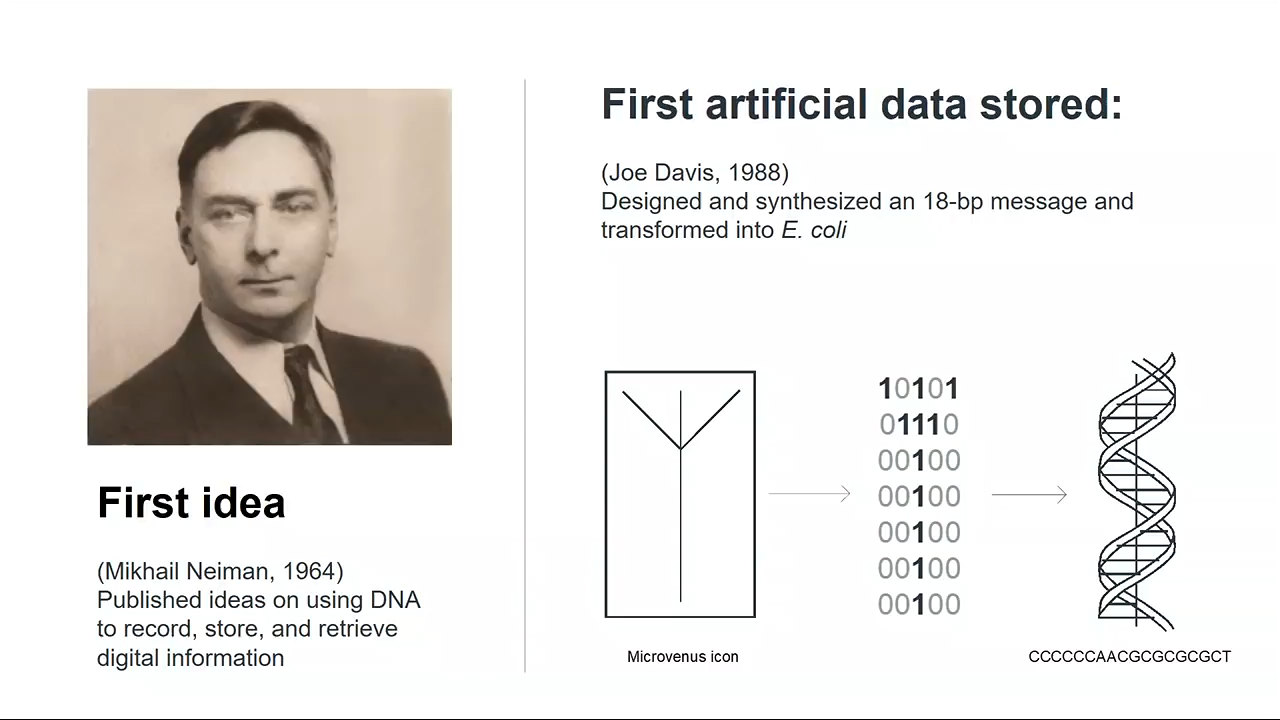 First idea
(Mikhail Neiman, 1964)
Published ideas on using DNA
to record, store, and retrieve
digital information
First artificial data stored:
(Joe Davis, 1988)
Designed and synthesized an 18-bp message and
transformed into E. coli
10101
01110
00100
00100
00100
00100
00100
Microvenus icon
CCCCCCAACGCGCGCGCT